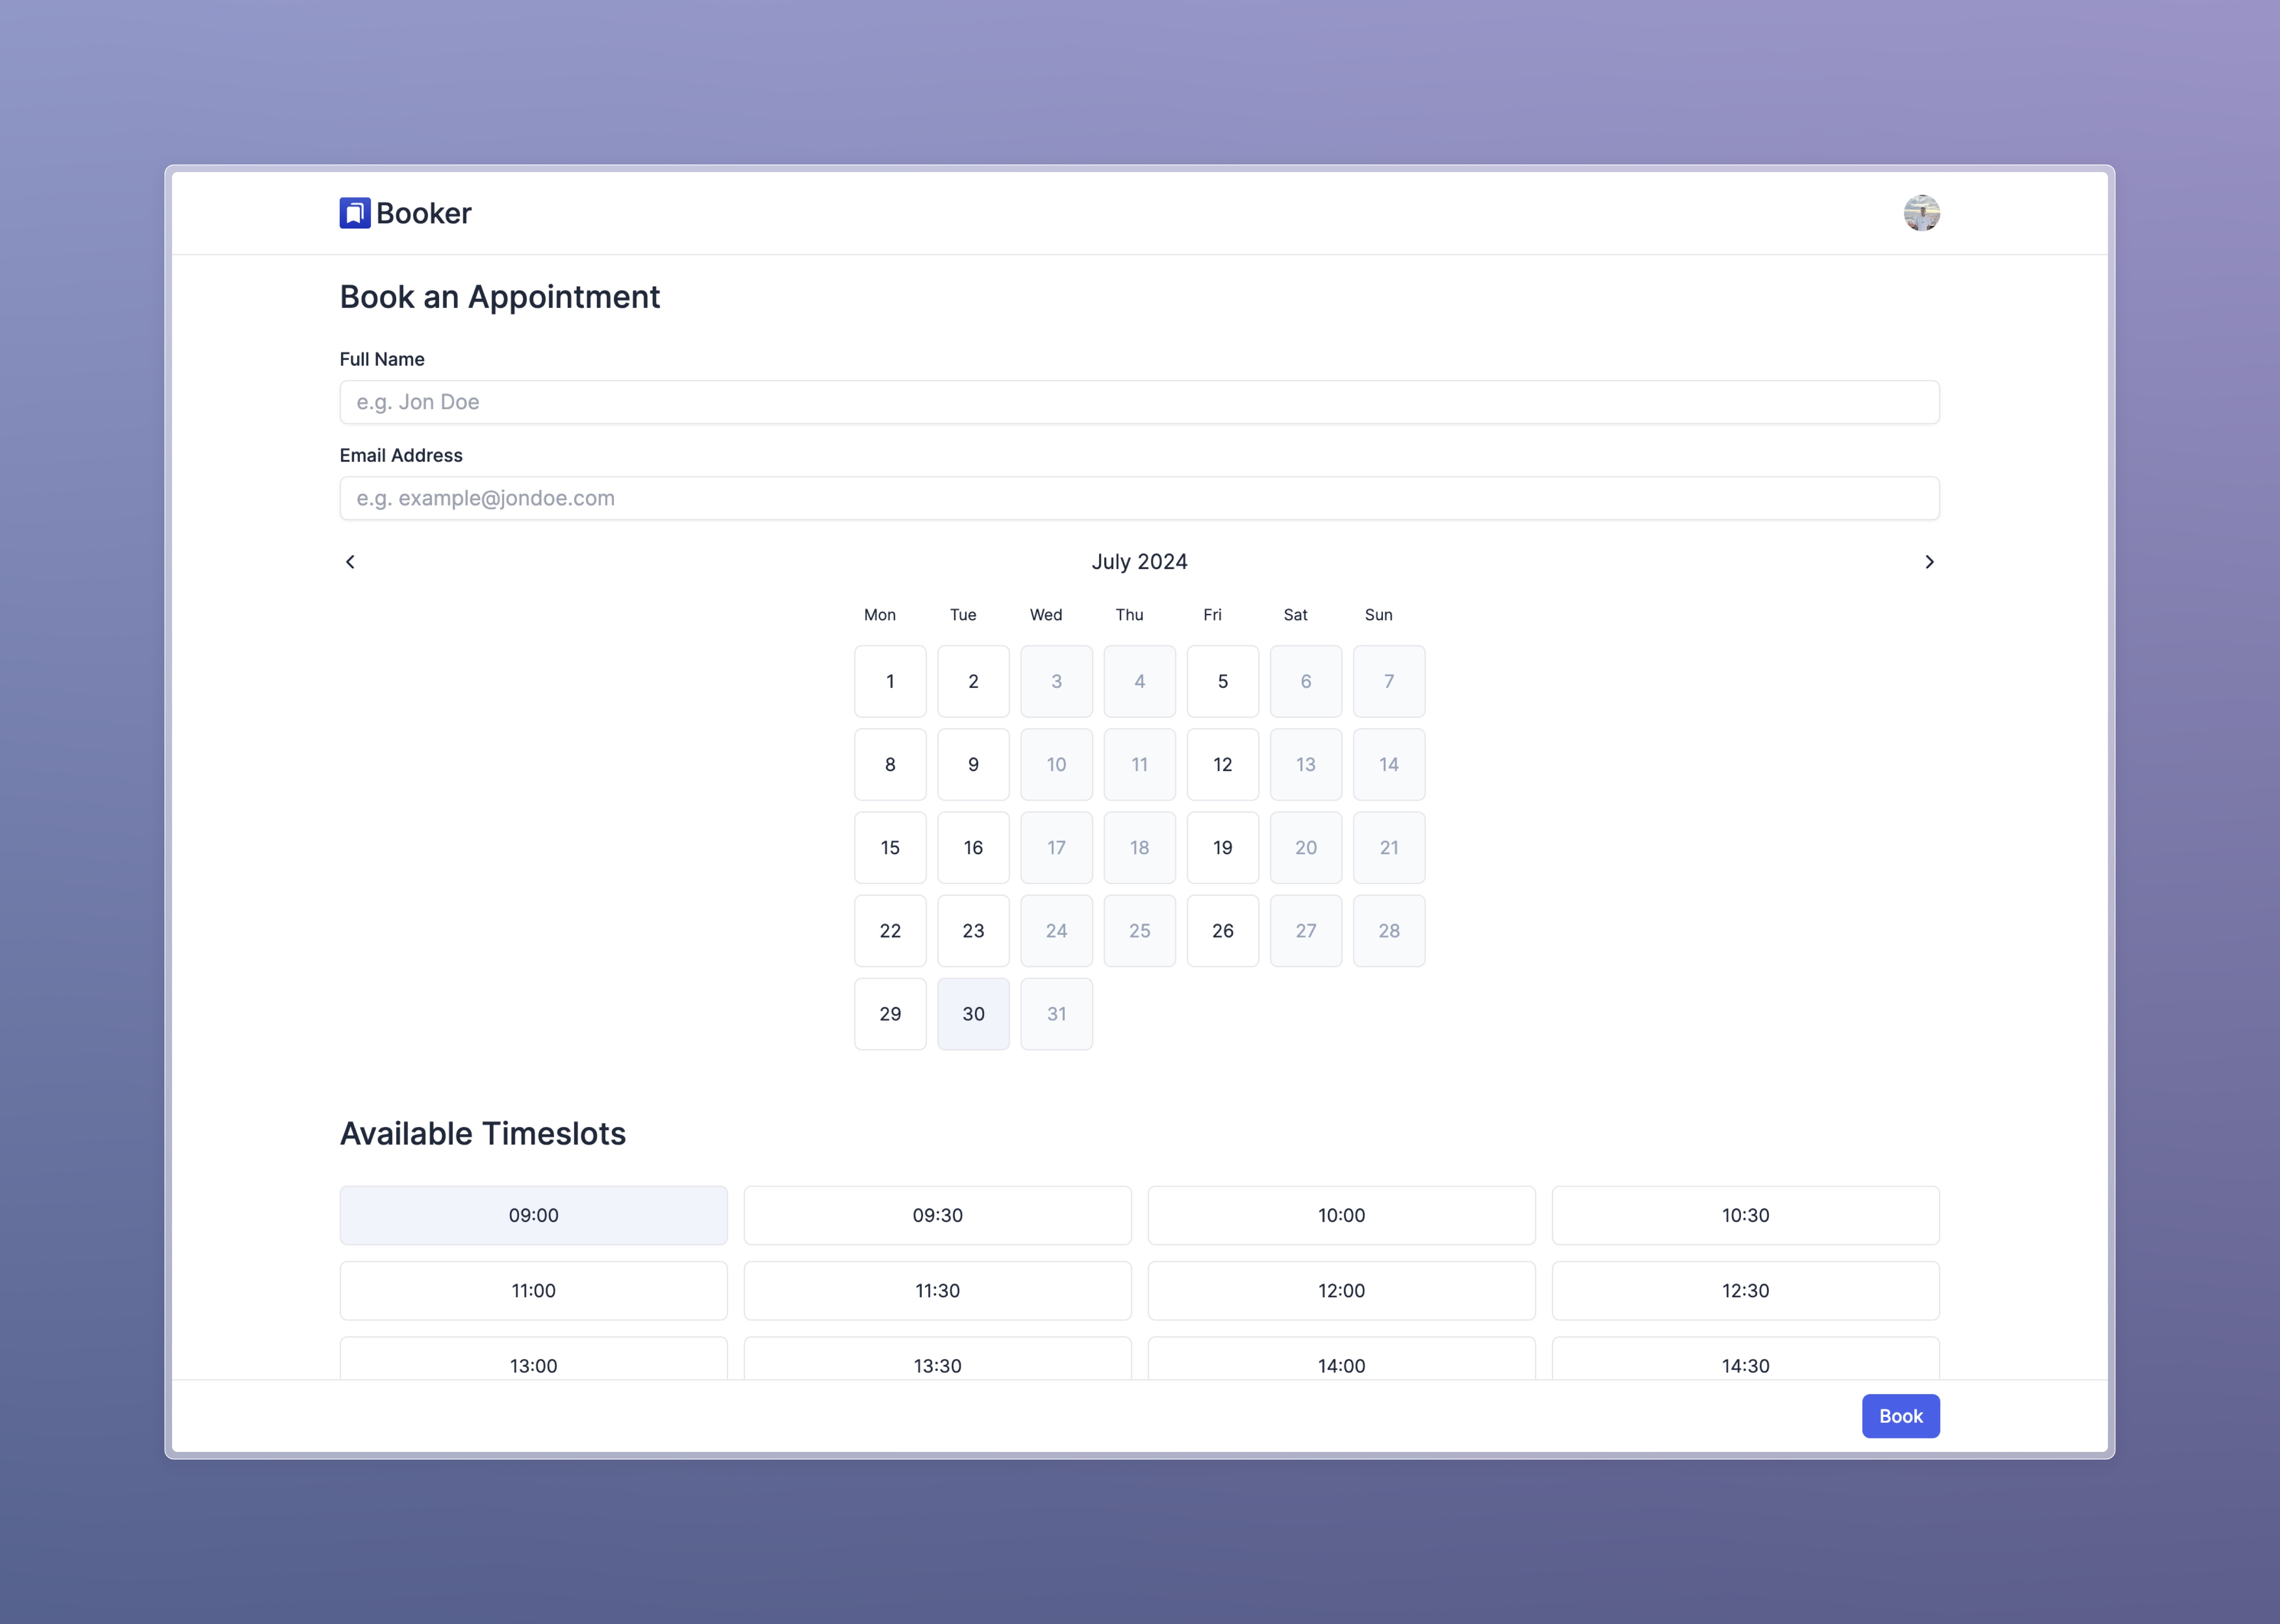 Booker
Book an Appointment
Full Name
e.g. Jon Doe
Email Address
e.g. example@jondoe.com
July 2024
Mon Tue Wed Thu Fri Sat Sun
1 2 3 4 5 6 7
8 9 10 11 12 13 14
15 16 17 18 19 20 21
22 23 24 25 26 27 28
29 30 31
Available Timeslots
09:00 09:30 10:00 10:30
11:00 11:30 12:00 12:30
13:00 13:30 14:00 14:30
Book